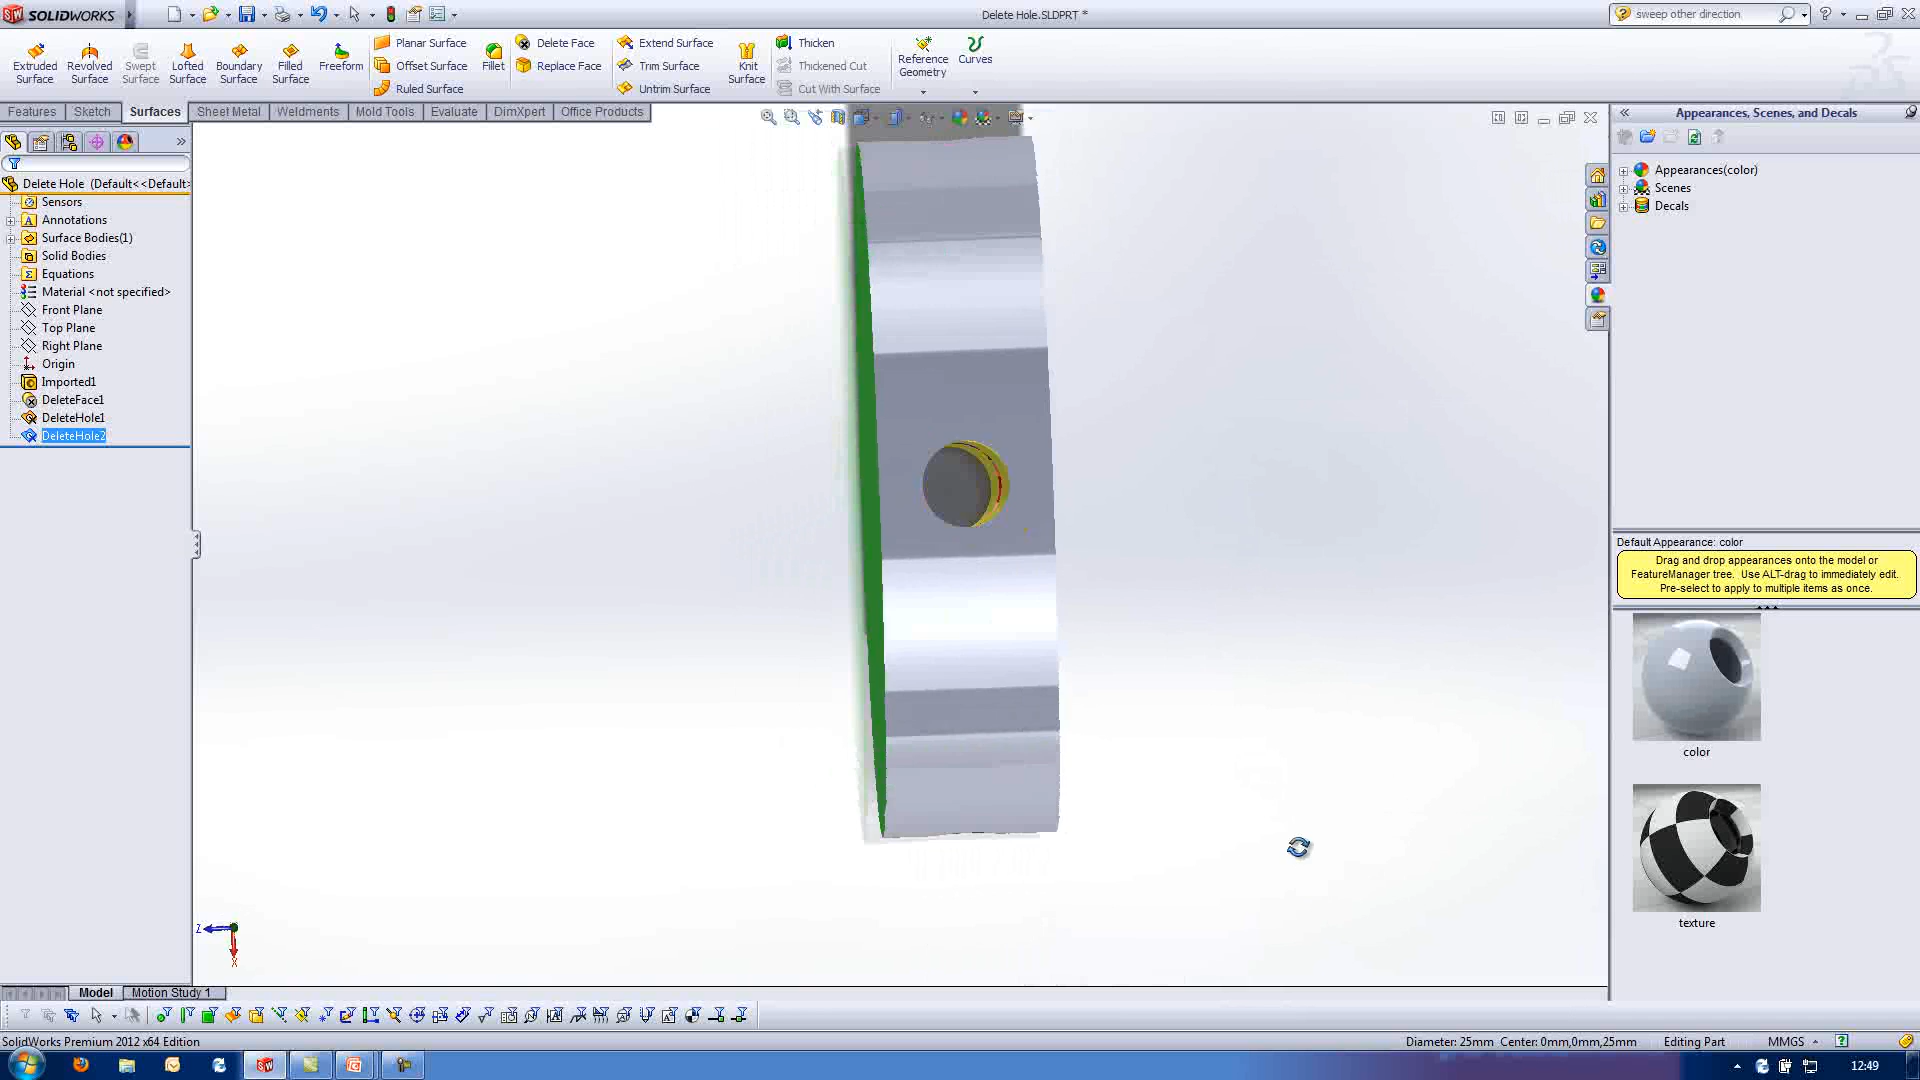 SOLIDWORKS
Delete Hole.SLDPRT *
sweep other direction
Extruded Surface
Revolved Surface
Swept Surface
Lofted Surface
Boundary Surface
Filled Surface
Freeform
Planar Surface
Offset Surface
Ruled Surface
Fillet
Delete Face
Replace Face
Extend Surface
Trim Surface
Untrim Surface
Knit Surface
Thicken
Thickened Cut
Cut With Surface
Reference Geometry
Curves
Features
Sketch
Surfaces
Sheet Metal
Weldments
Mold Tools
Evaluate
DimXpert
Office Products
Delete Hole (Default<<Default>
Sensors
Annotations
Surface Bodies(1)
Solid Bodies
Equations
Material <not specified>
Front Plane
Top Plane
Right Plane
Origin
Imported1
DeleteFace1
DeleteHole1
DeleteHole2
Z
X
Appearances, Scenes, and Decals
Appearances(color)
Scenes
Decals
Default Appearance: color
Drag and drop appearances onto the model or
FeatureManager tree. Use ALT-drag to immediately edit.
Pre-select to apply to multiple items as once.
color
texture
Model
Motion Study 1
SolidWorks Premium 2012 x64 Edition
Diameter: 25mm Center: 0mm,0mm,25mm
Editing Part
MMGS
12:49